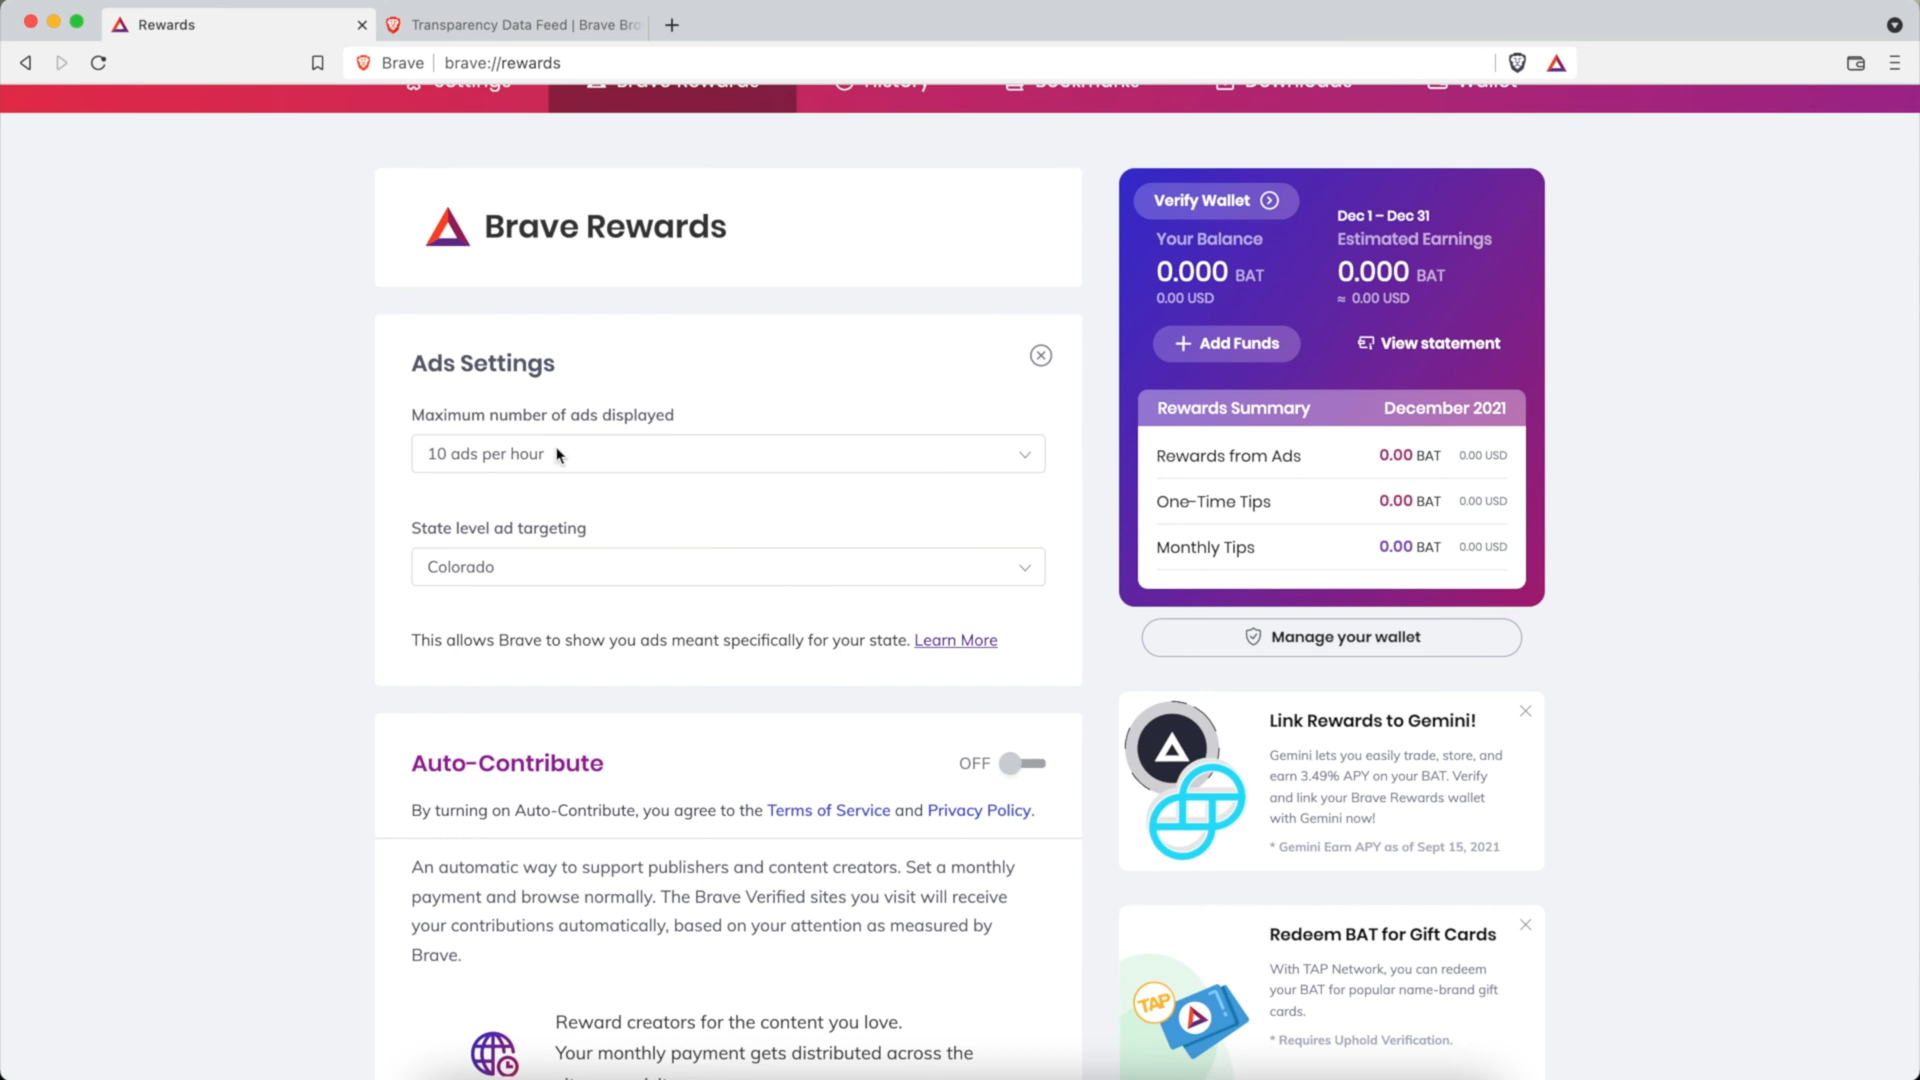 Rewards
Transparency Data Feed | Brave Bro
Brave
brave://rewards
Settings
Brave Rewards
History
Bookmarks
Downloads
Wallet
Brave Rewards
Ads Settings
Maximum number of ads displayed
10 ads per hour
State level ad targeting
Colorado
This allows Brave to show you ads meant specifically for your state. Learn More
Auto-Contribute
OFF
By turning on Auto-Contribute, you agree to the Terms of Service and Privacy Policy.
An automatic way to support publishers and content creators. Set a monthly
payment and browse normally. The Brave Verified sites you visit will receive
your contributions automatically, based on your attention as measured by
Brave.
Reward creators for the content you love.
Your monthly payment gets distributed across the
Verify Wallet
Your Balance
0.000 BAT
0.00 USD
Dec 1 – Dec 31
Estimated Earnings
0.000 BAT
≈ 0.00 USD
Add Funds
View statement
Rewards Summary December 2021
Rewards from Ads 0.00 BAT 0.00 USD
One-Time Tips 0.00 BAT 0.00 USD
Monthly Tips 0.00 BAT 0.00 USD
Manage your wallet
Link Rewards to Gemini!
Gemini lets you easily trade, store, and
earn 3.49% APY on your BAT. Verify
and link your Brave Rewards wallet
with Gemini now!
* Gemini Earn APY as of Sept 15, 2021
Redeem BAT for Gift Cards
With TAP Network, you can redeem
your BAT for popular name-brand gift
cards.
* Requires Uphold Verification.
TAP